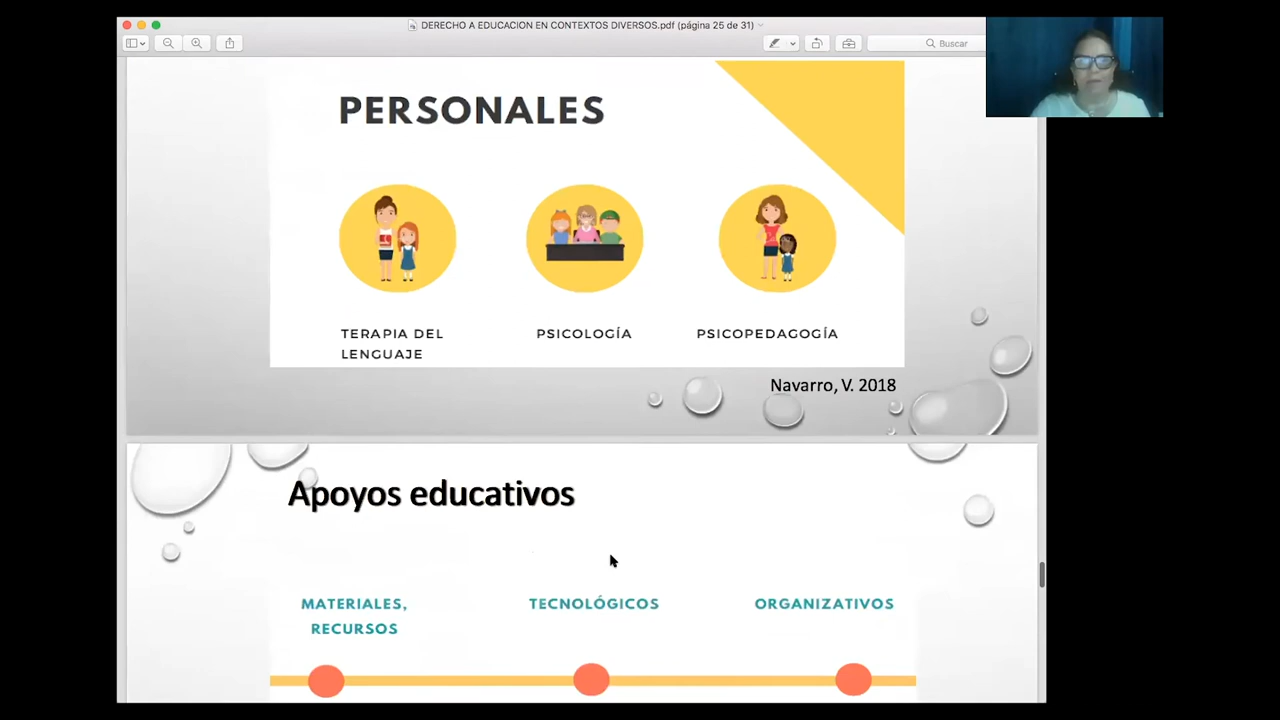 DERECHO A EDUCACION EN CONTEXTOS DIVERSOS.pdf (página 25 de 31)
Buscar
PERSONALES
TERAPIA DEL LENGUAJE
PSICOLOGÍA
PSICOPEDAGOGÍA
Navarro, V. 2018
Apoyos educativos
MATERIALES, RECURSOS
TECNOLÓGICOS
ORGANIZATIVOS